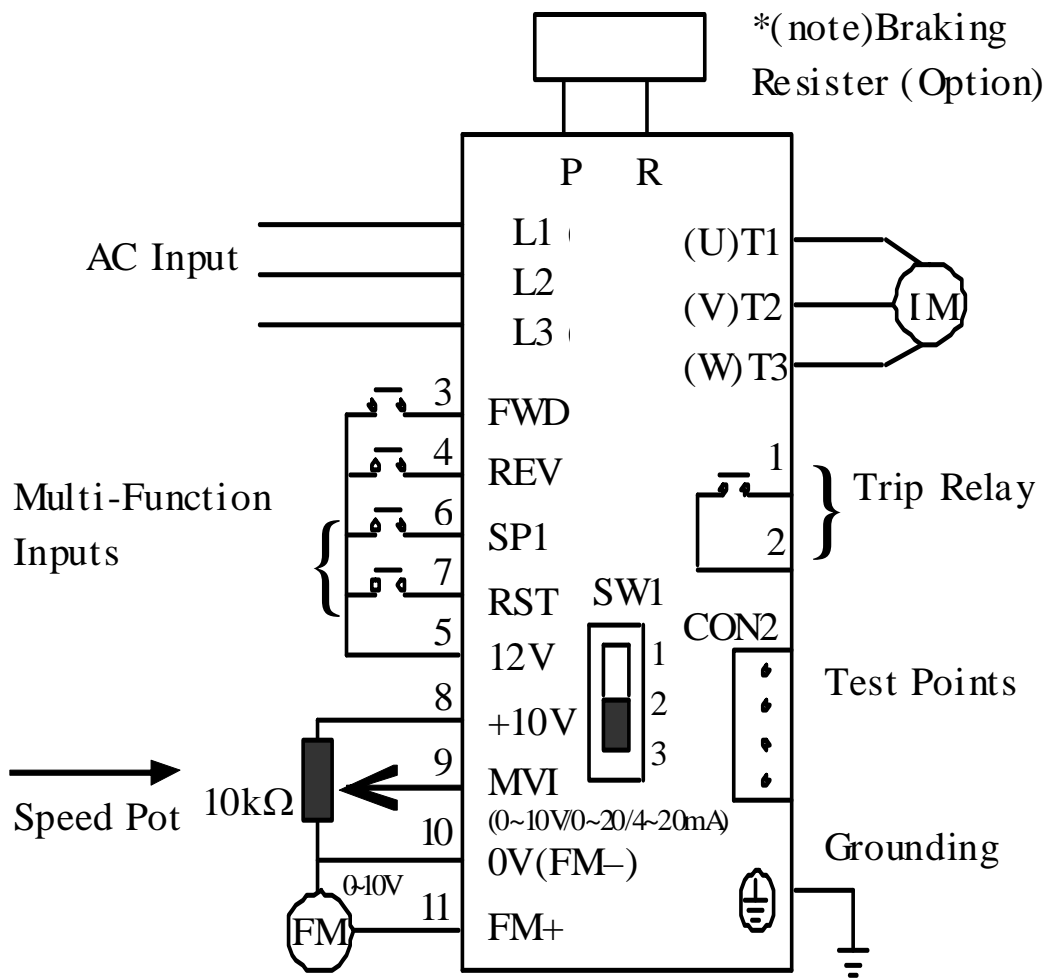 *(note)Braking
Resister (Option)
P R
AC Input
L1 (
L2
L3 (
(U)T1
(V)T2
(W)T3
IM
3 FWD
4 REV
6 SP1
7 RST
5 12V
Multi-Function
Inputs
1
2
Trip Relay
SW1
1
2
3
CON2
Test Points
8 +10V
9 MVI
(0~10V/0~20/4~20mA)
10 0V(FM–)
11 FM+
Speed Pot
10kΩ
0~10V
FM
Grounding